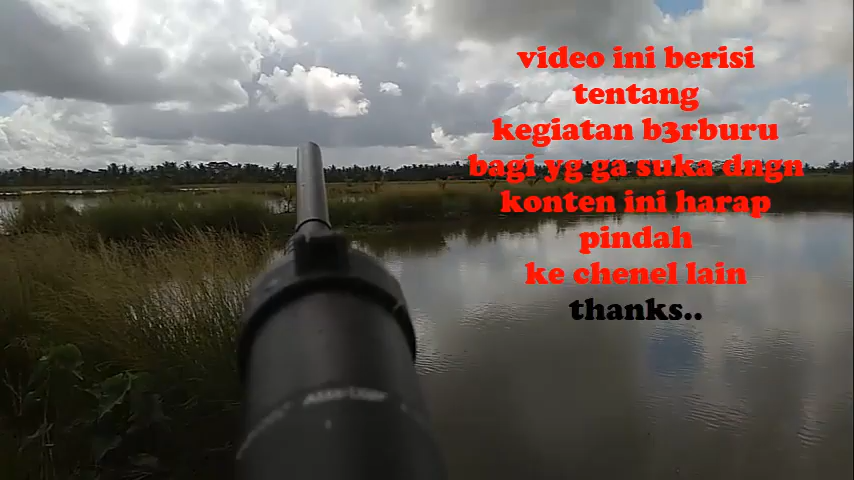 video ini berisi
tentang
kegiatan b3rburu
bagi yg ga suka dngn
konten ini harap
pindah
ke chenel lain
thanks..